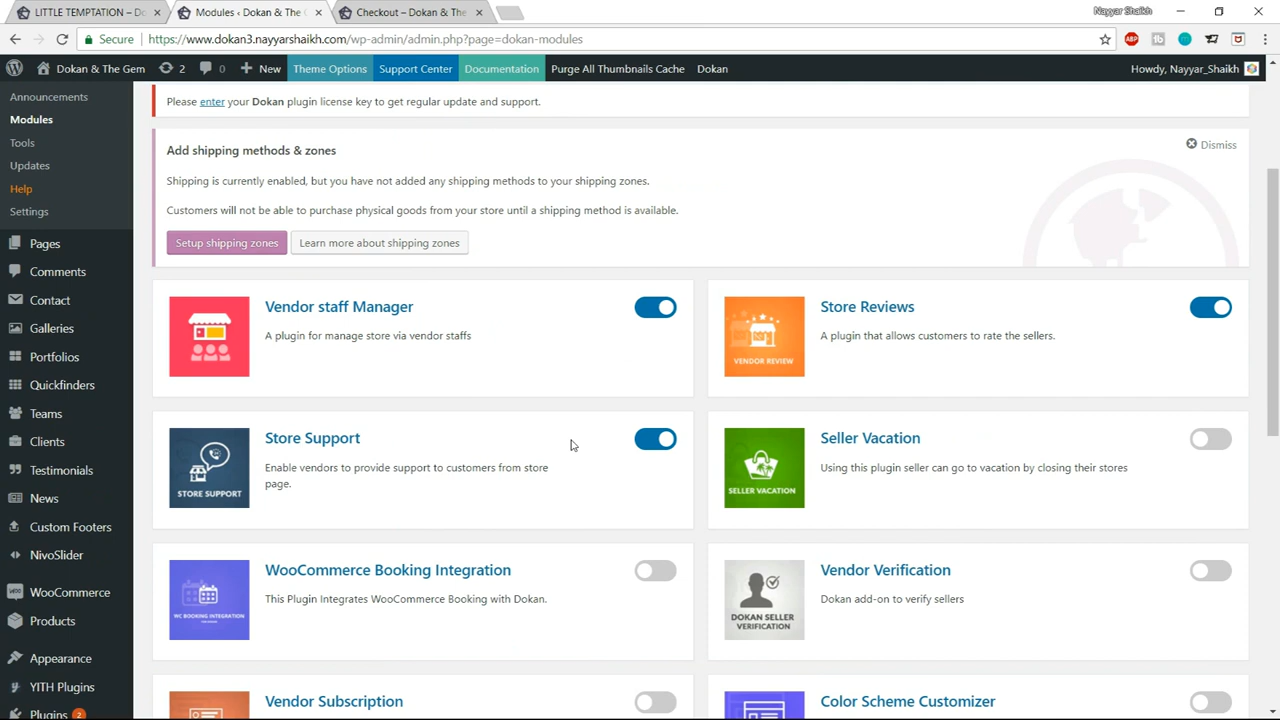 LITTLE TEMPTATION – Do
Modules ‹ Dokan & The G
Checkout – Dokan & The
Nayyar Shaikh
Secure
https://www.dokan3.nayyarshaikh.com/wp-admin/admin.php?page=dokan-modules
ABP
Dokan & The Gem
2
0
New
Theme Options
Support Center
Documentation
Purge All Thumbnails Cache
Dokan
Howdy, Nayyar_Shaikh
Announcements
Modules
Tools
Updates
Help
Settings
Pages
Comments
Contact
Galleries
Portfolios
Quickfinders
Teams
Clients
Testimonials
News
Custom Footers
NivoSlider
WooCommerce
Products
Appearance
YITH Plugins
Plugins 2
Please enter your Dokan plugin license key to get regular update and support.
Add shipping methods & zones
Dismiss
Shipping is currently enabled, but you have not added any shipping methods to your shipping zones.
Customers will not be able to purchase physical goods from your store until a shipping method is available.
Setup shipping zones
Learn more about shipping zones
Vendor staff Manager
A plugin for manage store via vendor staffs
VENDOR REVIEW
Store Reviews
A plugin that allows customers to rate the sellers.
STORE SUPPORT
Store Support
Enable vendors to provide support to customers from store
page.
SELLER VACATION
Seller Vacation
Using this plugin seller can go to vacation by closing their stores
WC BOOKING INTEGRATION
WooCommerce Booking Integration
This Plugin Integrates WooCommerce Booking with Dokan.
DOKAN SELLER
VERIFICATION
Vendor Verification
Dokan add-on to verify sellers
Vendor Subscription
Color Scheme Customizer